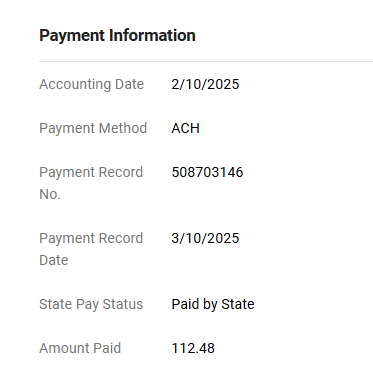 Payment Information
Accounting Date 2/10/2025
Payment Method ACH
Payment Record 508703146
No.
Payment Record 3/10/2025
Date
State Pay Status Paid by State
Amount Paid 112.48